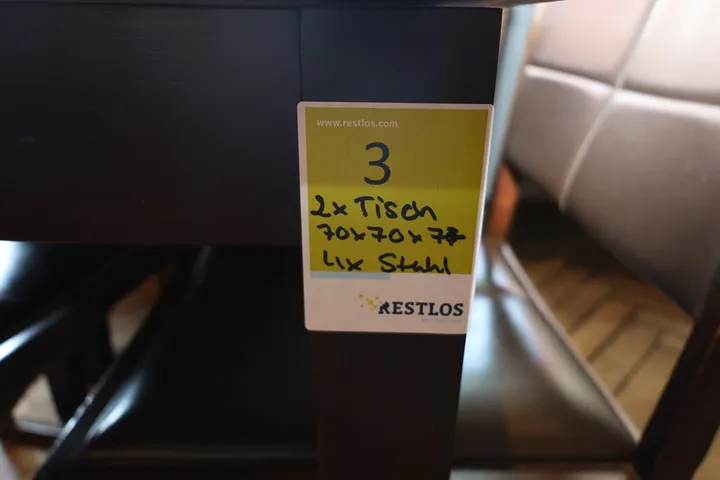 www.restlos.com
3
2x Tisch
70x70x77
4x Stuhl
RESTLOS